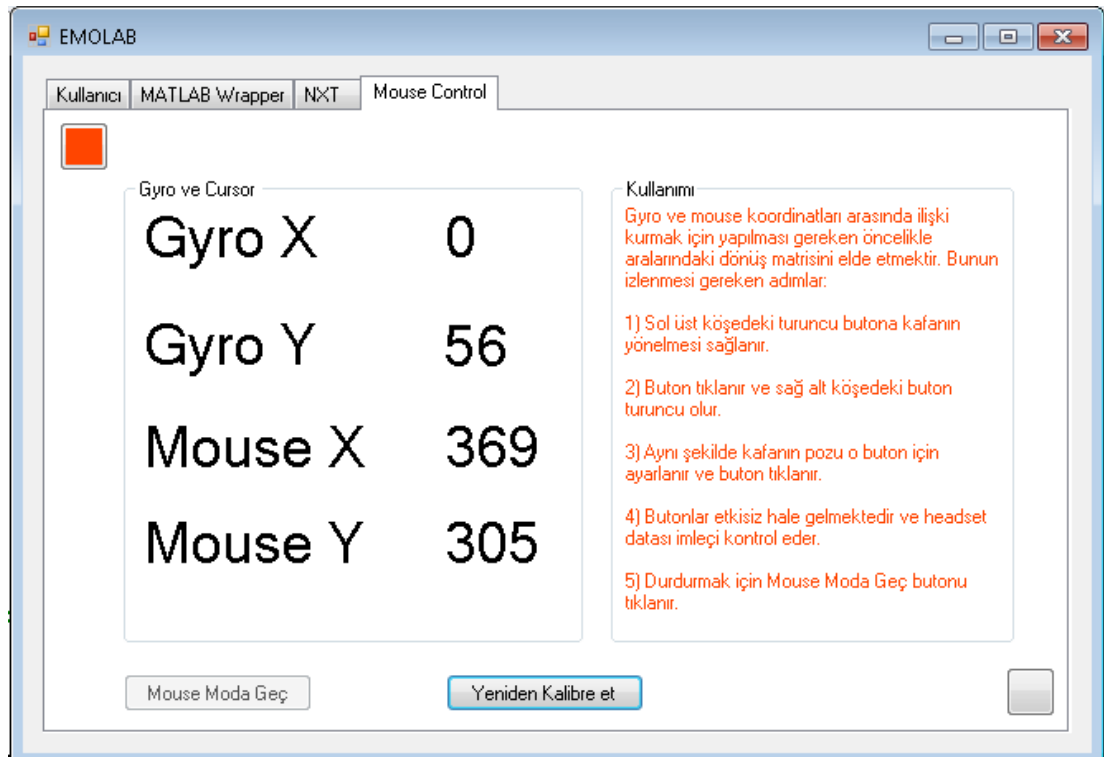 EMOLAB
Kullanıcı MATLAB Wrapper NXT Mouse Control
Gyro ve Cursor
Gyro X 0
Gyro Y 56
Mouse X 369
Mouse Y 305
Kullanımı
Gyro ve mouse koordinatları arasında ilişki
kurmak için yapılması gereken öncelikle
aralarındaki dönüş matrisini elde etmektir. Bunun
izlenmesi gereken adımlar:
1) Sol üst köşedeki turuncu butona kafanın
yönelmesi sağlanır.
2) Buton tıklanır ve sağ alt köşedeki buton
turuncu olur.
3) Aynı şekilde kafanın pozu o buton için
ayarlanır ve buton tıklanır.
4) Butonlar etkisiz hale gelmektedir ve headset
datası imleçi kontrol eder.
5) Durdurmak için Mouse Moda Geç butonu
tıklanır.
Mouse Moda Geç
Yeniden Kalibre et